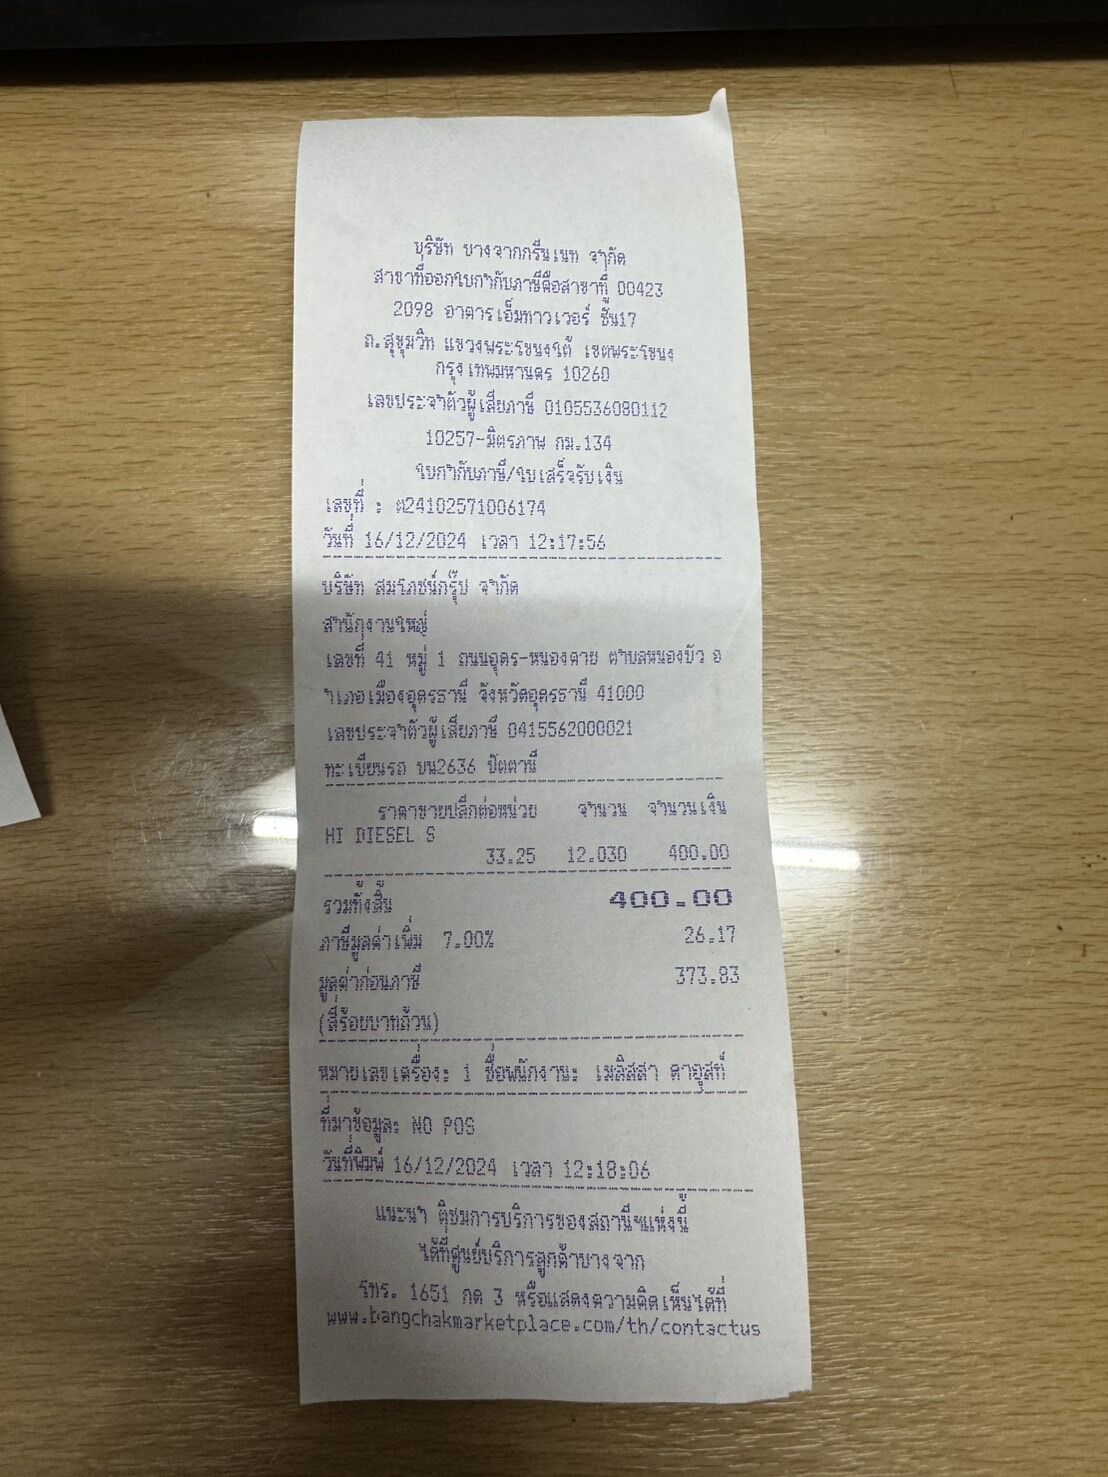 บริษัท บางจากกรีนเนท จำกัด
สาขาที่ออกใบกำกับภาษีคือสาขาที่ 00423
2098 อาคารเอ็มทาวเวอร์ ชั้น17
ถ.สุขุมวิท แขวงพระโขนงใต้ เขตพระโขนง
กรุงเทพมหานคร 10260
เลขประจำตัวผู้เสียภาษี 0105536080112
10257-มิตรภาพ กม.134
ใบกำกับภาษี/ใบเสร็จรับเงิน
เลขที่ : ต24102571006174
วันที่ 16/12/2024 เวลา 12:17:56
บริษัท สมโภชน์กรุ๊ป จำกัด
สำนักงานใหญ่
เลขที่ 41 หมู่ 1 ถนนอุดร-หนองคาย ตำบลหนองบัว อ
ำเภอเมืองอุดรธานี จังหวัดอุดรธานี 41000
เลขประจำตัวผู้เสียภาษี 0415562000021
ทะเบียนรถ บน2636 ปัตตานี
ราคาขายปลีกต่อหน่วย จำนวน จำนวนเงิน
HI DIESEL S
33.25 12.030 400.00
รวมทั้งสิ้น 400.00
ภาษีมูลค่าเพิ่ม 7.00% 26.17
มูลค่าก่อนภาษี 373.83
(สี่ร้อยบาทถ้วน)
หมายเลขเครื่อง: 1 ชื่อพนักงาน: เมลิสสา ดาอุสท์
ที่มาข้อมูล: NO POS
วันที่พิมพ์ 16/12/2024 เวลา 12:18:06
แนะนำ ติชมการบริการของสถานีฯแห่งนี้
ได้ที่ศูนย์บริการลูกค้าบางจาก
โทร. 1651 กด 3 หรือแสดงความคิดเห็นได้ที่
www.bangchakmarketplace.com/th/contactus